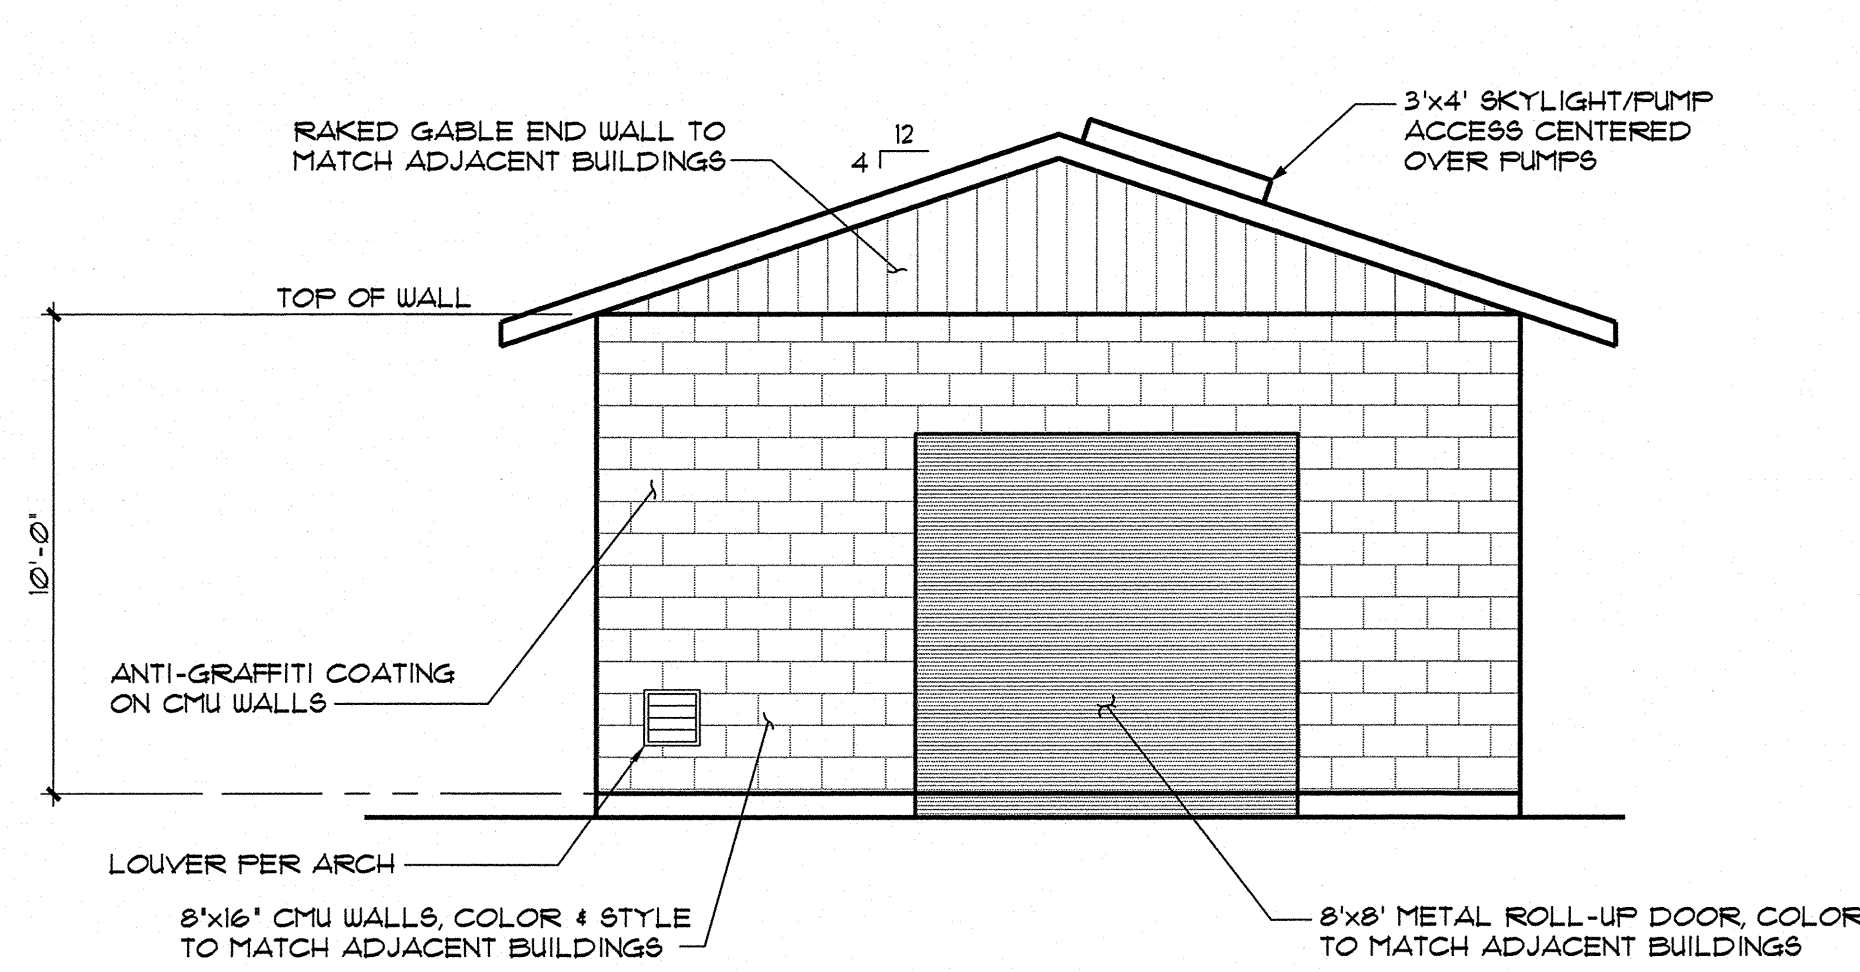 RAKED GABLE END WALL TO
MATCH ADJACENT BUILDINGS
12
4
3'x4' SKYLIGHT/PUMP
ACCESS CENTERED
OVER PUMPS
TOP OF WALL
10'-0"
ANTI-GRAFFITI COATING
ON CMU WALLS
LOUVER PER ARCH
8"x16" CMU WALLS, COLOR & STYLE
TO MATCH ADJACENT BUILDINGS
8'x8' METAL ROLL-UP DOOR, COLOR
TO MATCH ADJACENT BUILDINGS